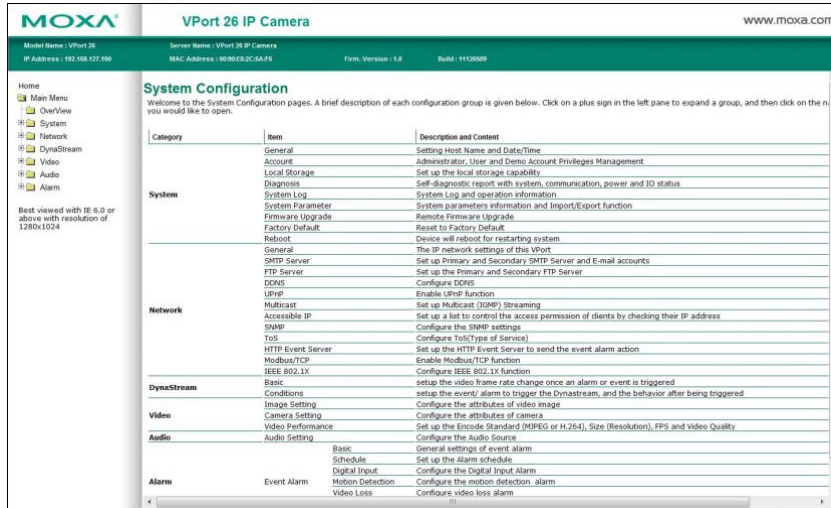 MOXA®
VPort 26 IP Camera
www.moxa.com
Model Name : VPort 26
Server Name : VPort 26 IP Camera
IP Address : 192.168.127.100
MAC Address : 00:90:E8:2C:5A:F6
Firm. Version : 1.0
Build : 11120509
Home
Main Menu
OverView
System
Network
DynaStream
Video
Audio
Alarm
Best viewed with IE 6.0 or
above with resolution of
1280x1024
System Configuration
Welcome to the System Configuration pages. A brief description of each configuration group is given below. Click on a plus sign in the left pane to expand a group, and then click on the
you would like to open.
Category Item Description and Content
System
General Setting Host Name and Date/Time
Account Administrator, User and Demo Account Privileges Management
Local Storage Set up the local storage capability
Diagnosis Self-diagnostic report with system, communication, power and IO status
System Log System Log and operation information
System Parameter System parameters information and Import/Export function
Firmware Upgrade Remote Firmware Upgrade
Factory Default Reset to Factory Default
Reboot Device will reboot for restarting system
Network
General The IP network settings of this VPort
SMTP Server Set up Primary and Secondary SMTP Server and E-mail accounts
FTP Server Set up the Primary and Secondary FTP Server
DDNS Configure DDNS
UPnP Enable UPnP function
Multicast Set up Multicast (IGMP) Streaming
Accessible IP Set up a list to control the access permission of clients by checking their IP address
SNMP Configure the SNMP settings
ToS Configure ToS(Type of Service)
HTTP Event Server Set up the HTTP Event Server to send the event alarm action
Modbus/TCP Enable Modbus/TCP function
IEEE 802.1X Configure IEEE 802.1X function
DynaStream
Basic setup the video frame rate change once an alarm or event is triggered
Conditions setup the event/ alarm to trigger the Dynastream, and the behavior after being triggered
Video
Image Setting Configure the attributes of video image
Camera Setting Configure the attributes of camera
Video Performance Set up the Encode Standard (MJPEG or H.264), Size (Resolution), FPS and Video Quality
Audio Audio Setting Configure the Audio Source
Alarm Event Alarm
Basic General settings of event alarm
Schedule Set up the Alarm schedule
Digital Input Configure the Digital Input Alarm
Motion Detection Configure the motion detection alarm
Video Loss Configure video loss alarm